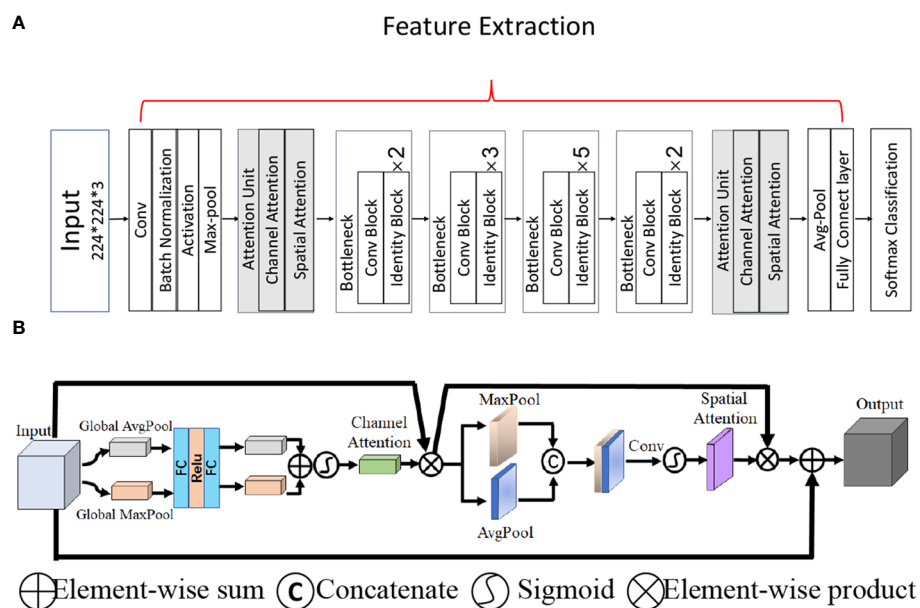 A
Feature Extraction
Input
224*224*3
Conv
Batch Normalization
Activation
Max-pool
Attention Unit
Channel Attention
Spatial Attention
Bottleneck
Conv Block
Identity Block
×2
Bottleneck
Conv Block
Identity Block
×3
Bottleneck
Conv Block
Identity Block
×5
Bottleneck
Conv Block
Identity Block
×2
Attention Unit
Channel Attention
Spatial Attention
Avg-Pool
Fully Connect layer
Softmax Classification
B
Input
Global AvgPool
Global MaxPool
FC
Relu
FC
Channel
Attention
MaxPool
AvgPool
C
Conv
Spatial
Attention
Output
Element-wise sum
C Concatenate
Sigmoid
Element-wise product